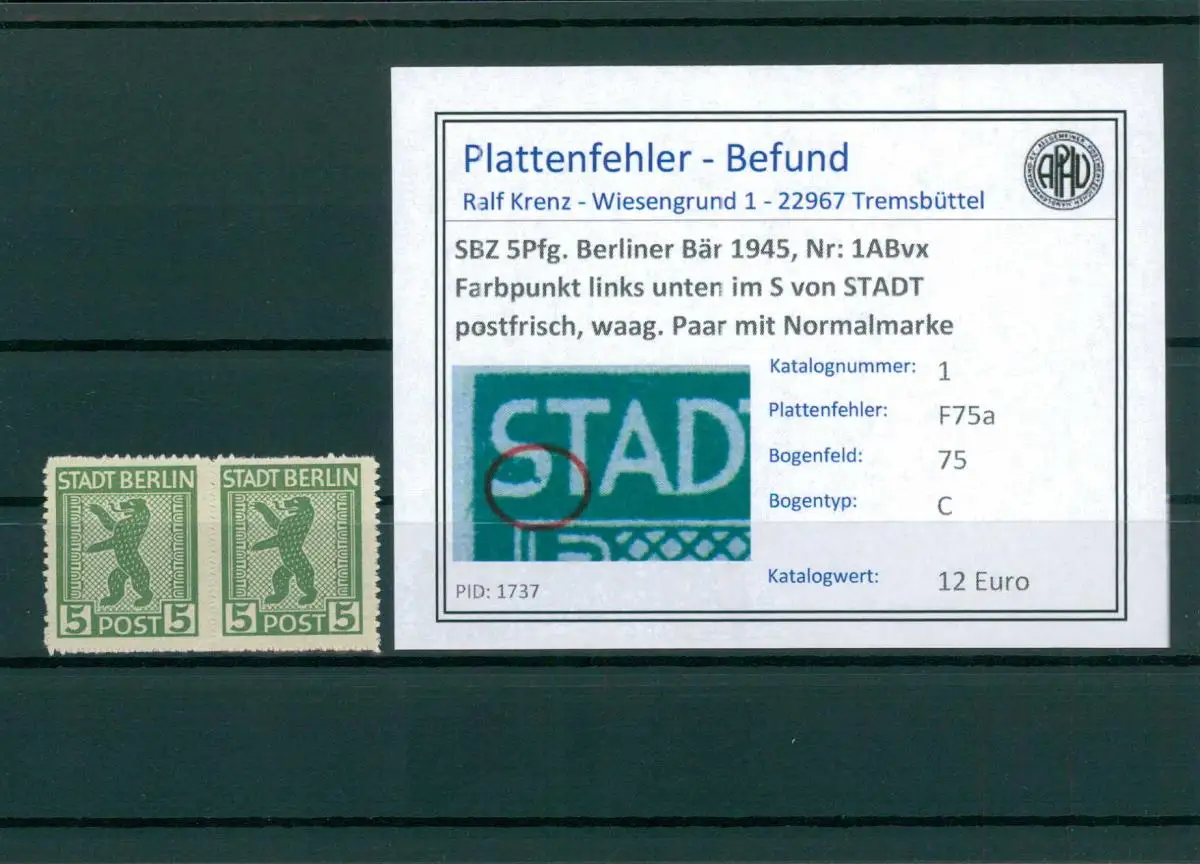 Plattenfehler - Befund
Ralf Krenz - Wiesengrund 1 - 22967 Tremsbüttel
APHV
SBZ 5Pfg. Berliner Bär 1945, Nr: 1ABvx
Farbpunkt links unten im S von STADT
postfrisch, waag. Paar mit Normalmarke
STAD
Katalognummer: 1
Plattenfehler: F75a
Bogenfeld: 75
Bogentyp: C
Katalogwert: 12 Euro
PID: 1737
STADT BERLIN STADT BERLIN
5 POST 5 5 POST 5